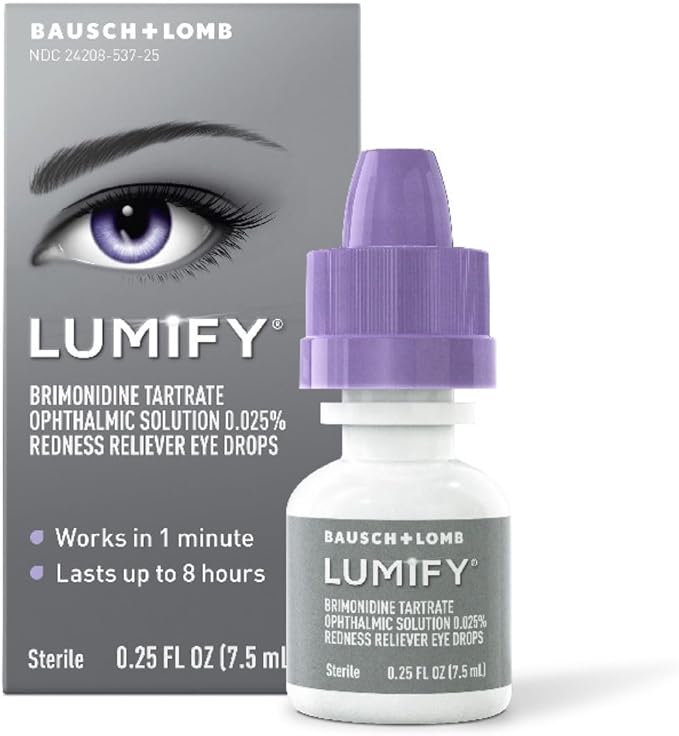 BAUSCH+LOMB
NDC 24208-537-25
LUMIFY®
BRIMONIDINE TARTRATE
OPHTHALMIC SOLUTION 0.025%
REDNESS RELIEVER EYE DROPS
Works in 1 minute
Lasts up to 8 hours
Sterile 0.25 FL OZ (7.5 mL
BAUSCH+LOMB
LUMIFY®
BRIMONIDINE TARTRATE
OPHTHALMIC SOLUTION 0.025%
REDNESS RELIEVER EYE DROPS
Sterile 0.25 FL OZ (7.5 mL)